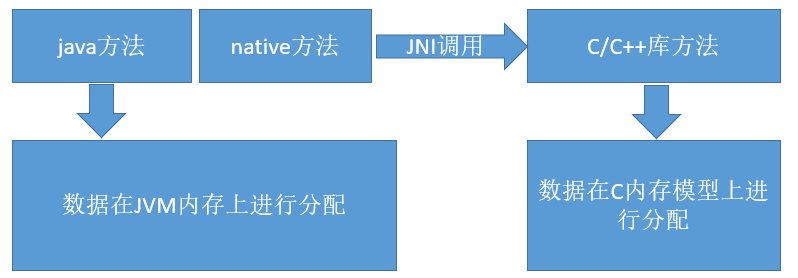 java方法
native方法
JNI调用
C/C++库方法
数据在JVM内存上进行分配
数据在C内存模型上进
行分配